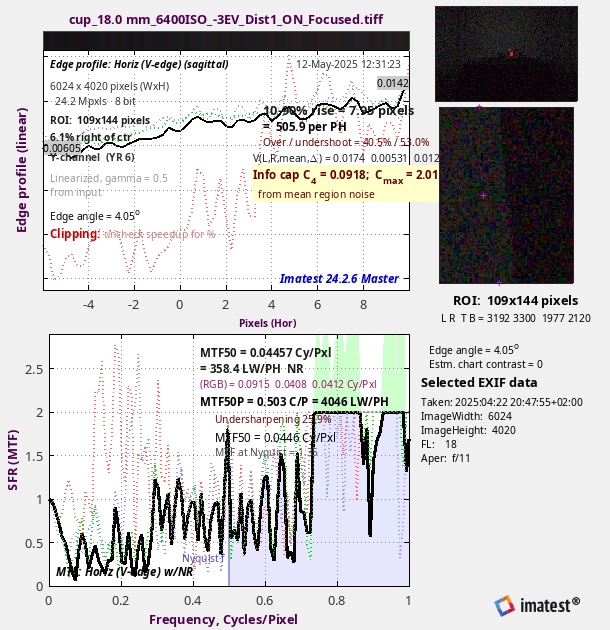 cup_18.0 mm_6400ISO_-3EV_Dist1_ON_Focused.tiff
Edge profile: Horiz (V-edge) (sagittal)
12-May-2025 12:31:23
6024 x 4020 pixels (WxH)
24.2 Mpxls 8 bit
0.0142
ROI: 109x144 pixels
10-90% rise = 7.95 pixels
= 505.9 per PH
6.1% right of ctr
Over / undershoot = 40.5% / 53.0%
0.00605
Y-channel (YR 6)
V(L,R,mean,△) = 0.0174 0.00531 0.012
Info cap C4 = 0.0918; Cmax = 2.01
Linearized, gamma = 0.5
from input
from mean region noise
Edge angle = 4.05o
Clipping: uncheck speedup for %
Imatest 24.2.6 Master
Edge profile (linear)
-4 -2 0 2 4 6 8
Pixels (Hor)
ROI: 109x144 pixels
L R T B = 3192 3300 1977 2120
Edge angle = 4.05o
Estm. chart contrast = 0
Selected EXIF data
Taken: 2025:04:22 20:47:55+02:00
ImageWidth: 6024
ImageHeight: 4020
FL: 18
Aper: f/11
MTF50 = 0.04457 Cy/Pxl
= 358.4 LW/PH NR
(RGB) = 0.0915 0.0408 0.0412 Cy/Pxl
MTF50P = 0.503 C/P = 4046 LW/PH
Undersharpening 25.9%
MTF50 = 0.0446 Cy/Pxl
MTF at Nyquist =
2.5
2
1.5
1
0.5
0
SFR (MTF)
Nyquist
MTF: Horiz (V-edge) w/NR
0 0.2 0.4 0.6 0.8 1
Frequency, Cycles/Pixel
imatest®